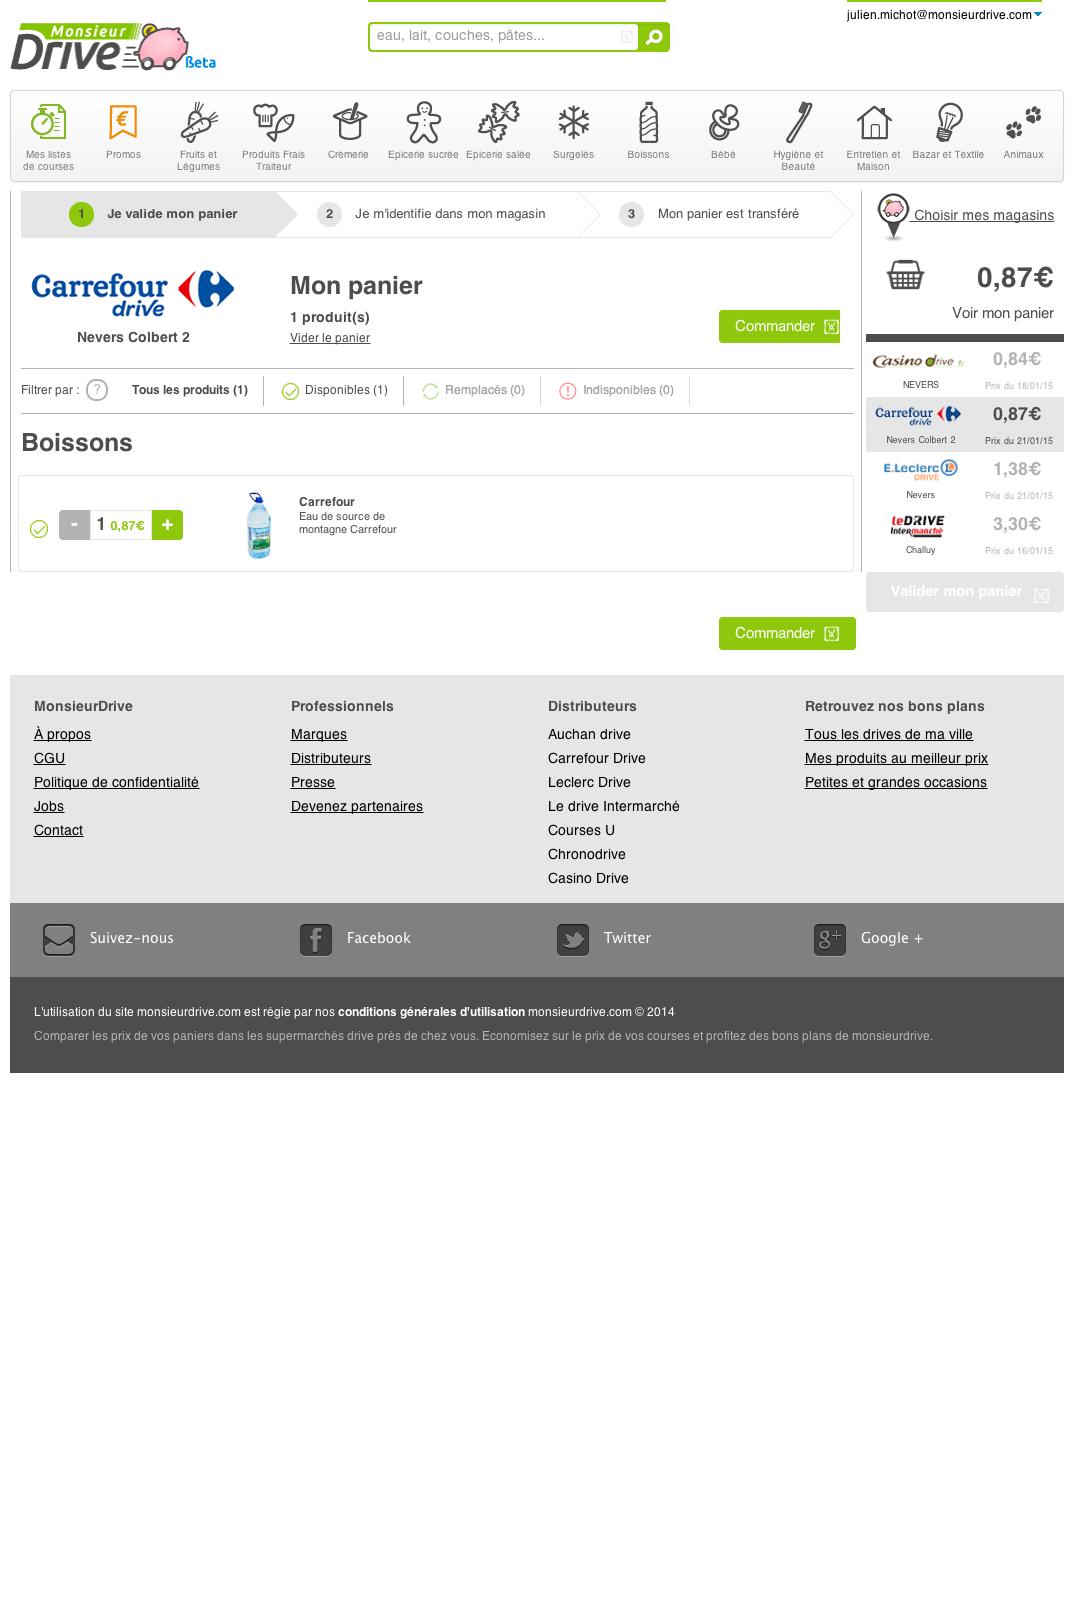 Monsieur
Drive
Beta
eau, lait, couches, pâtes...
julien.michot@monsieurdrive.com
Mes listes
de courses
Promos
Fruits et
Légumes
Produits Frais
Traiteur
Crèmerie
Epicerie sucrée
Epicerie salée
Surgelés
Boissons
Bébé
Hygiène et
Beauté
Entretien et
Maison
Bazar et Textile
Animaux
1 Je valide mon panier
2 Je m'identifie dans mon magasin
3 Mon panier est transféré
Choisir mes magasins
Carrefour
drive
Nevers Colbert 2
Mon panier
1 produit(s)
Vider le panier
Commander
0,87€
Voir mon panier
Filtrer par : ?
Tous les produits (1)
Disponibles (1)
Remplacés (0)
Indisponibles (0)
Casino drive.fr
NEVERS
0,84€
Prix du 18/01/15
Carrefour
drive
Nevers Colbert 2
0,87€
Prix du 21/01/15
E.Leclerc
DRIVE
Nevers
1,38€
Prix du 21/01/15
leDRIVE
Intermarché
Challuy
3,30€
Prix du 16/01/15
Valider mon panier
Boissons
- 1 0,87€ +
Carrefour
Eau de source de
montagne Carrefour
Commander
MonsieurDrive
À propos
CGU
Politique de confidentialité
Jobs
Contact
Professionnels
Marques
Distributeurs
Presse
Devenez partenaires
Distributeurs
Auchan drive
Carrefour Drive
Leclerc Drive
Le drive Intermarché
Courses U
Chronodrive
Casino Drive
Retrouvez nos bons plans
Tous les drives de ma ville
Mes produits au meilleur prix
Petites et grandes occasions
Suivez-nous
Facebook
Twitter
Google +
L'utilisation du site monsieurdrive.com est régie par nos conditions générales d'utilisation monsieurdrive.com © 2014
Comparer les prix de vos paniers dans les supermarchés drive près de chez vous. Economisez sur le prix de vos courses et profitez des bons plans de monsieurdrive.